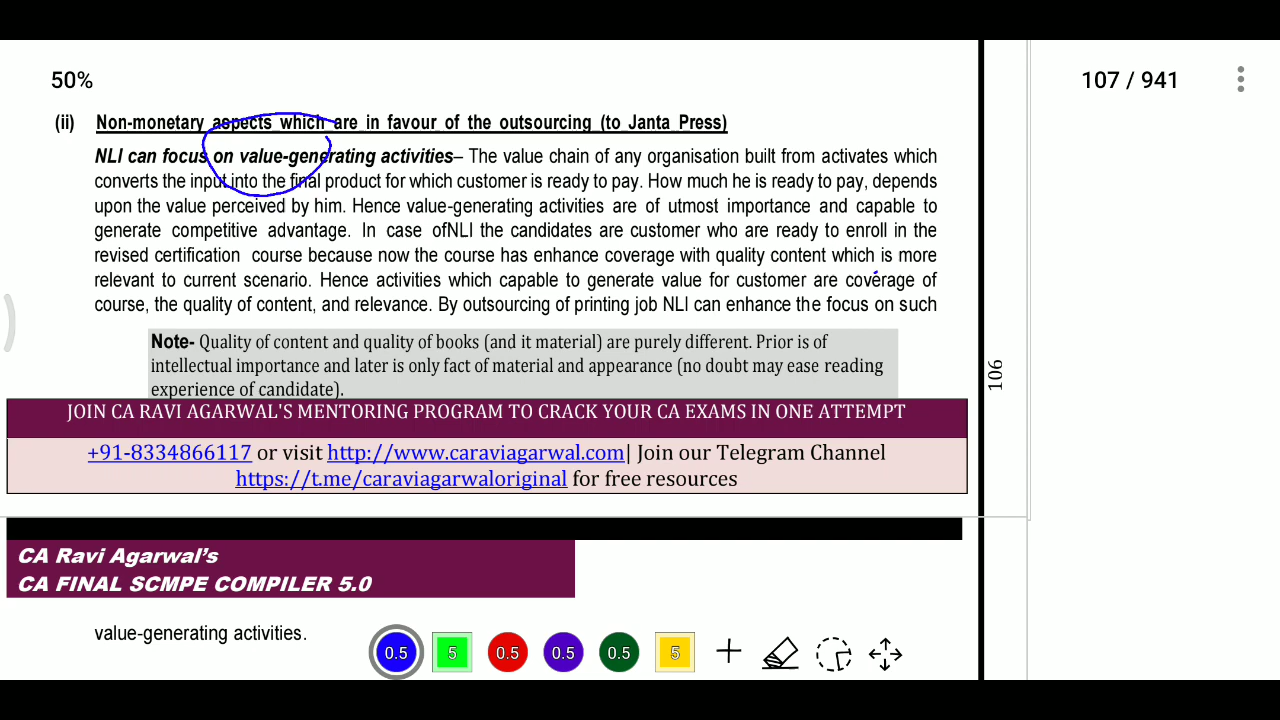 50%
107 / 941
(ii) Non-monetary aspects which are in favour of the outsourcing (to Janta Press)
NLI can focus on value-generating activities– The value chain of any organisation built from activates which
converts the input into the final product for which customer is ready to pay. How much he is ready to pay, depends
upon the value perceived by him. Hence value-generating activities are of utmost importance and capable to
generate competitive advantage. In case ofNLI the candidates are customer who are ready to enroll in the
revised certification course because now the course has enhance coverage with quality content which is more
relevant to current scenario. Hence activities which capable to generate value for customer are coverage of
course, the quality of content, and relevance. By outsourcing of printing job NLI can enhance the focus on such
Note- Quality of content and quality of books (and it material) are purely different. Prior is of
intellectual importance and later is only fact of material and appearance (no doubt may ease reading
experience of candidate).
106
JOIN CA RAVI AGARWAL'S MENTORING PROGRAM TO CRACK YOUR CA EXAMS IN ONE ATTEMPT
+91-8334866117 or visit http://www.caraviagarwal.com| Join our Telegram Channel
https://t.me/caraviagarwaloriginal for free resources
CA Ravi Agarwal's
CA FINAL SCMPE COMPILER 5.0
value-generating activities.
0.5 5 0.5 0.5 0.5 5